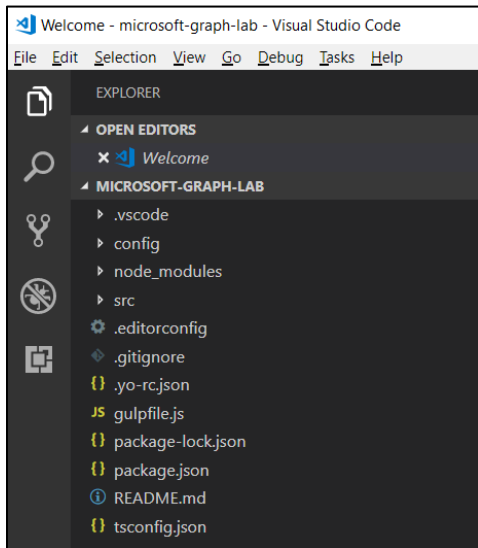 Welcome - microsoft-graph-lab - Visual Studio Code
File Edit Selection View Go Debug Tasks Help
EXPLORER
OPEN EDITORS
Welcome
MICROSOFT-GRAPH-LAB
.vscode
config
node_modules
src
.editorconfig
.gitignore
{} .yo-rc.json
JS gulpfile.js
{} package-lock.json
{} package.json
README.md
{} tsconfig.json